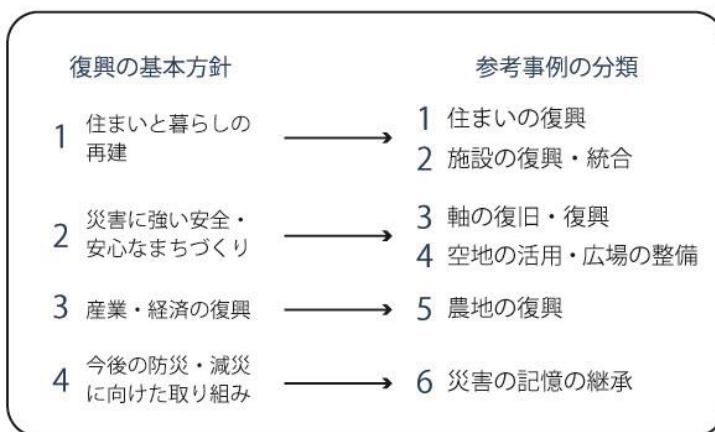 復興の基本方針
参考事例の分類
1 住まいと暮らしの
再建
1 住まいの復興
2 施設の復興・統合
2 災害に強い安全・
安心なまちづくり
3 軸の復旧・復興
4 空地の活用・広場の整備
3 産業・経済の復興
5 農地の復興
4 今後の防災・減災
に向けた取り組み
6 災害の記憶の継承